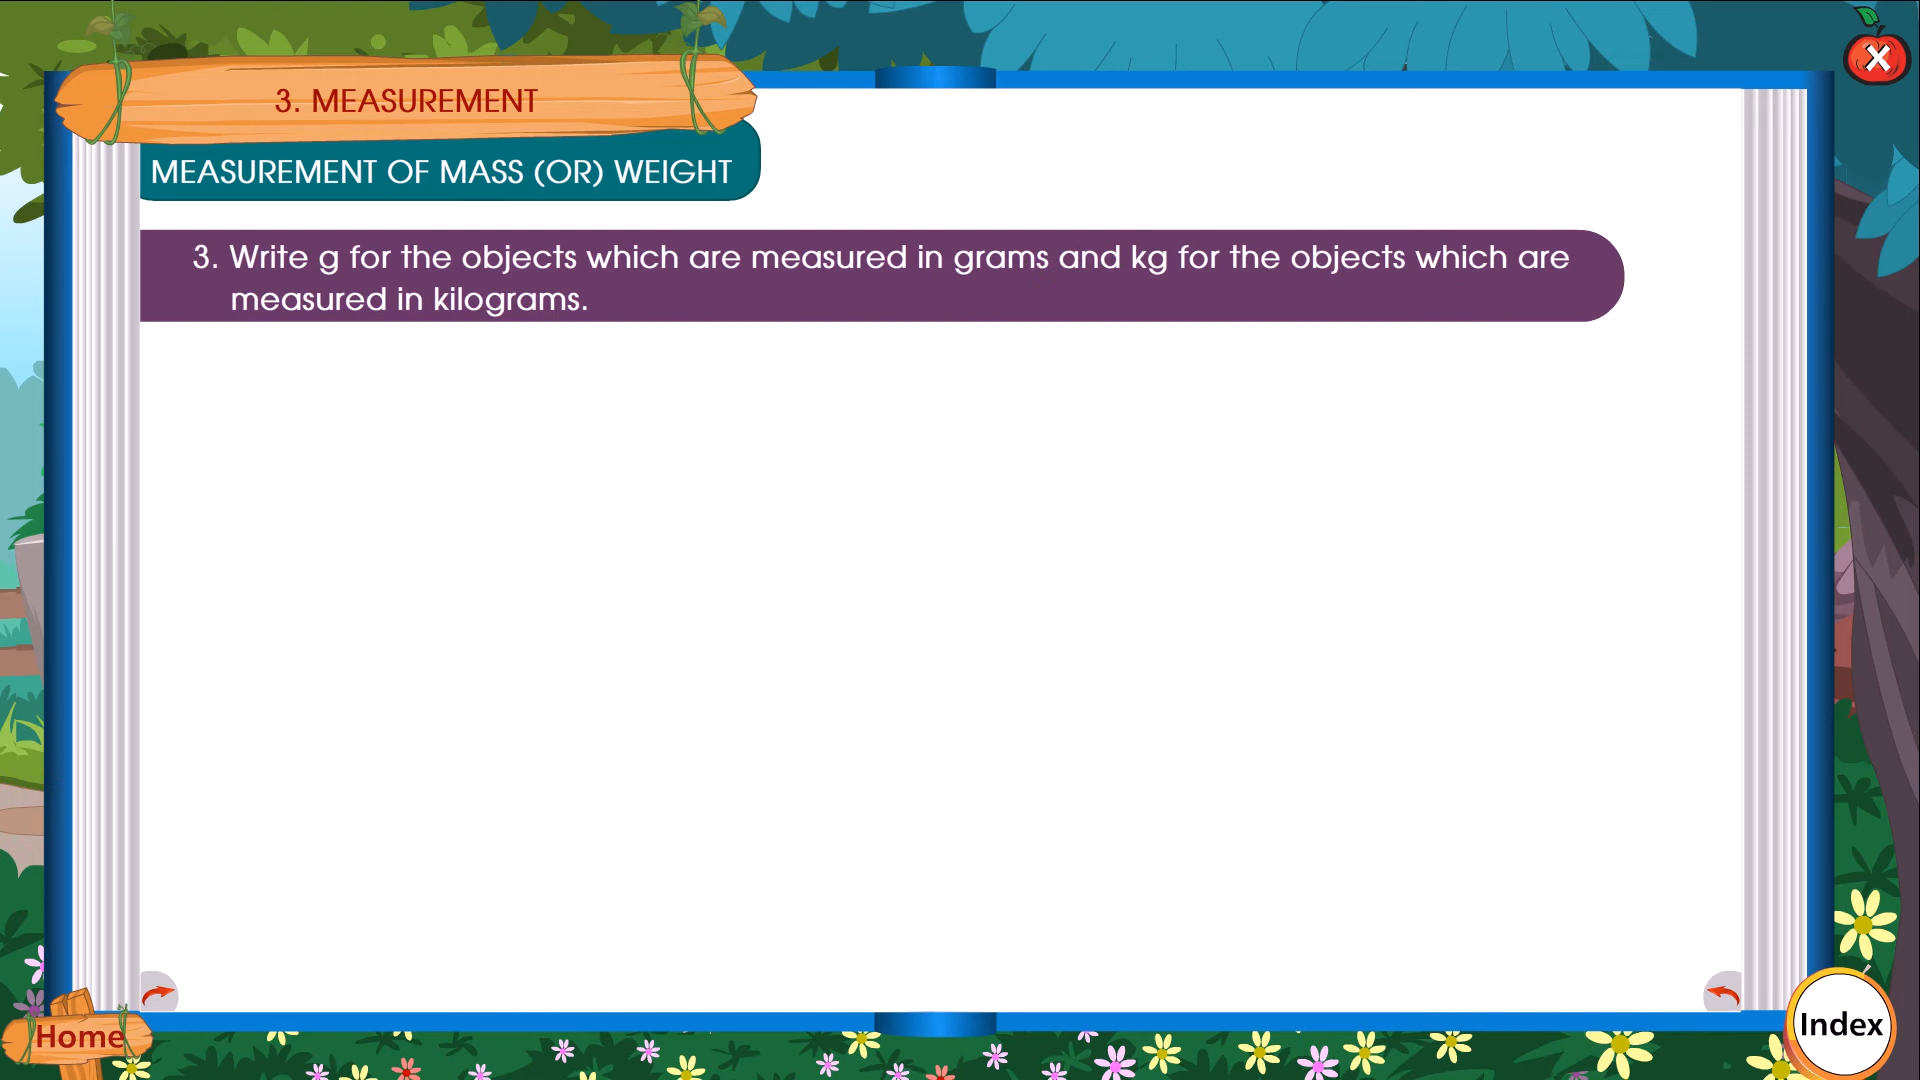 3. MEASUREMENT
MEASUREMENT OF MASS (OR) WEIGHT
3. Write g for the objects which are measured in grams and kg for the objects which are
measured in kilograms.
Home
Index